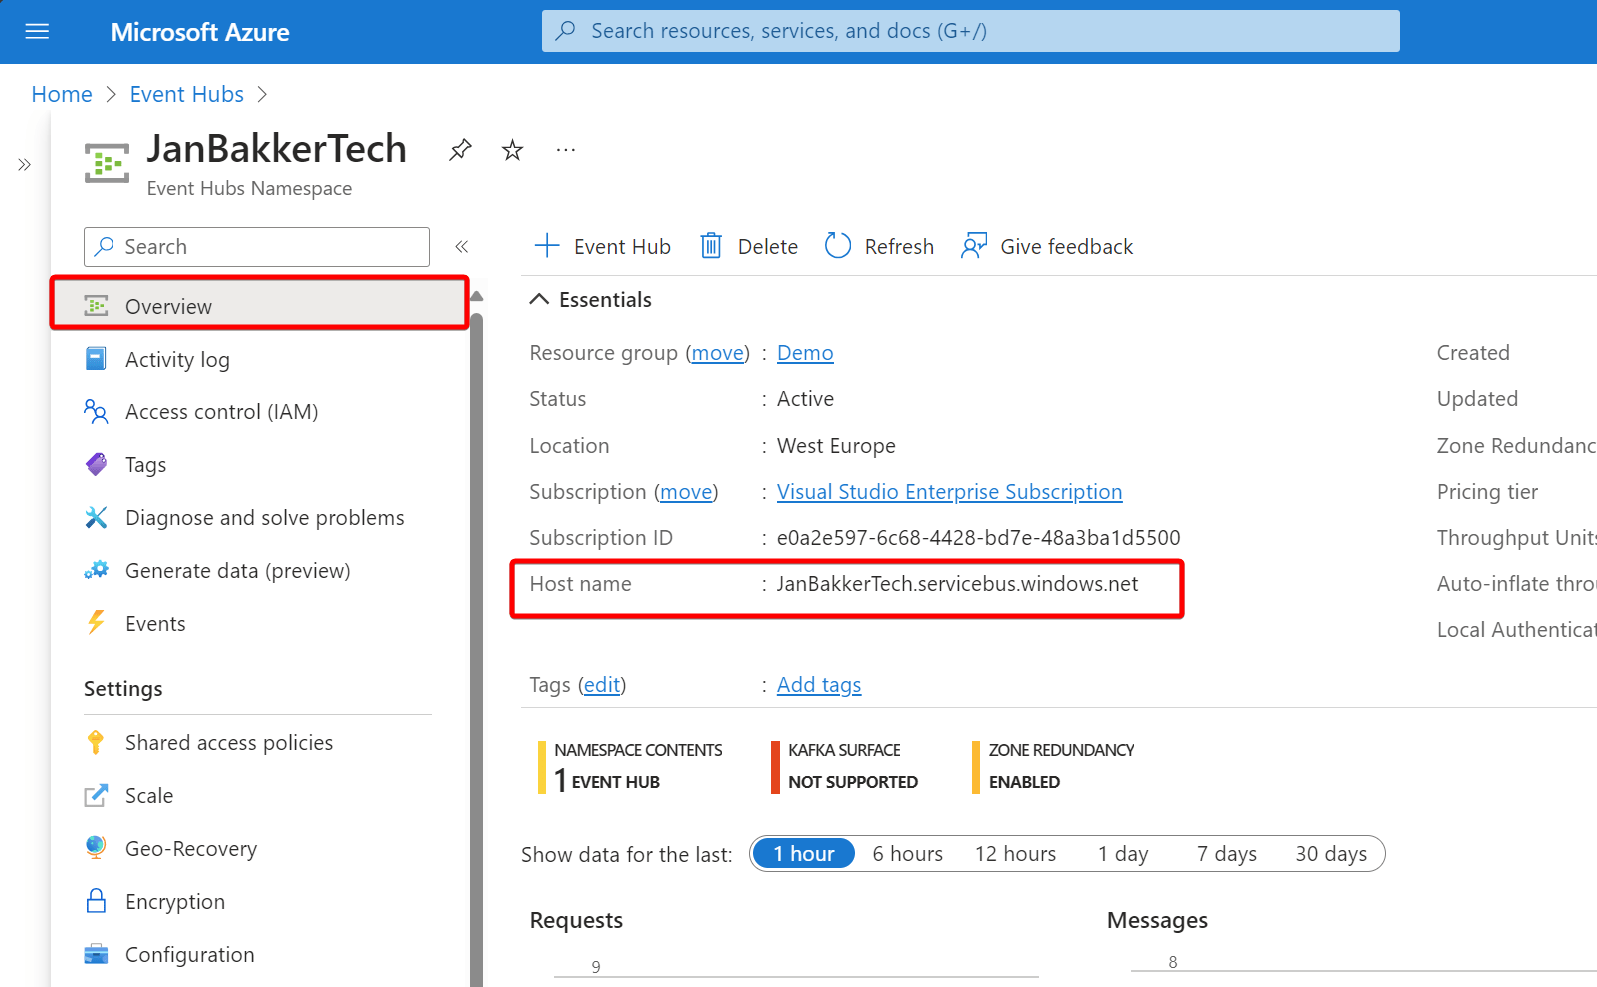 Microsoft Azure
Search resources, services, and docs (G+/)
Home > Event Hubs >
JanBakkerTech
Event Hubs Namespace
Search
Overview
Activity log
Access control (IAM)
Tags
Diagnose and solve problems
Generate data (preview)
Events
Settings
Shared access policies
Scale
Geo-Recovery
Encryption
Configuration
Event Hub Delete Refresh Give feedback
Essentials
Resource group (move) : Demo
Status : Active
Location : West Europe
Subscription (move) : Visual Studio Enterprise Subscription
Subscription ID : e0a2e597-6c68-4428-bd7e-48a3ba1d5500
Host name : JanBakkerTech.servicebus.windows.net
Created
Updated
Zone Redundanc
Pricing tier
Throughput Units
Auto-inflate thro
Local Authenticat
Tags (edit) : Add tags
NAMESPACE CONTENTS
1 EVENT HUB
KAFKA SURFACE
NOT SUPPORTED
ZONE REDUNDANCY
ENABLED
Show data for the last: 1 hour 6 hours 12 hours 1 day 7 days 30 days
Requests
9
Messages
8